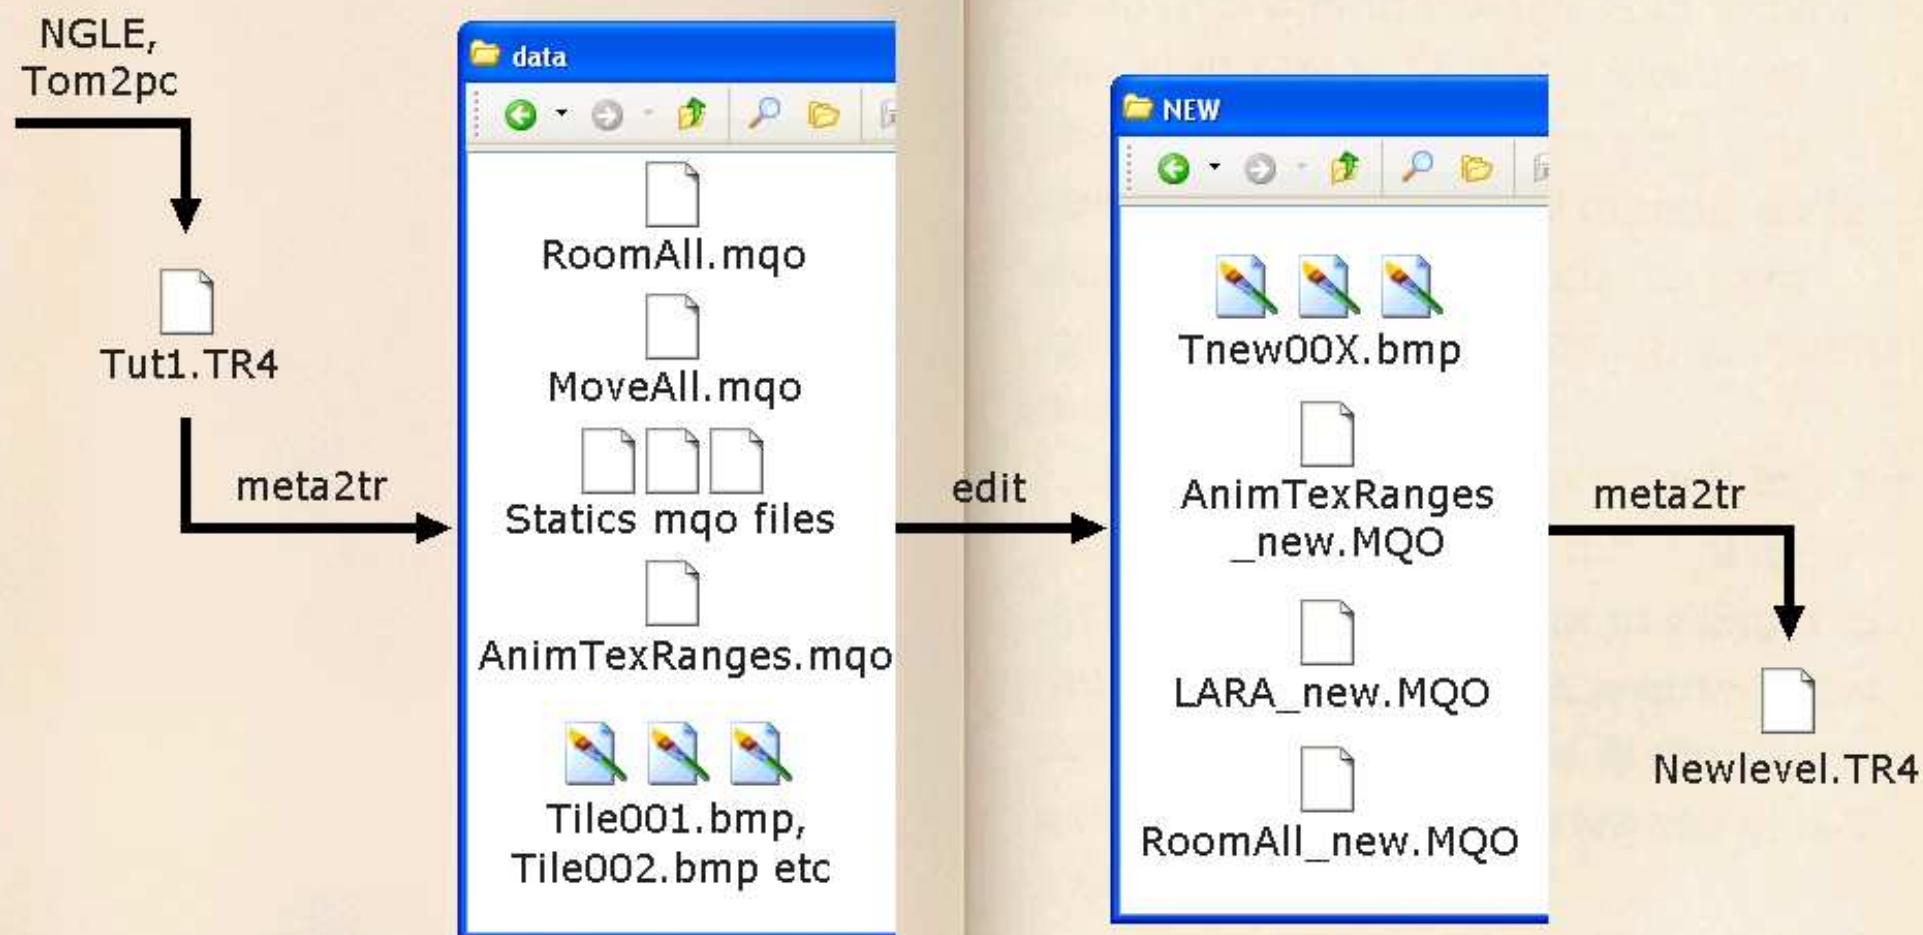 NGLE,
Tom2pc
Tut1.TR4
meta2tr
data
RoomAll.mqo
MoveAll.mqo
Statics mqo files
AnimTexRanges.mqo
Tile001.bmp,
Tile002.bmp etc
edit
NEW
Tnew00X.bmp
AnimTexRanges
_new.MQO
LARA_new.MQO
RoomAll_new.MQO
meta2tr
Newlevel.TR4